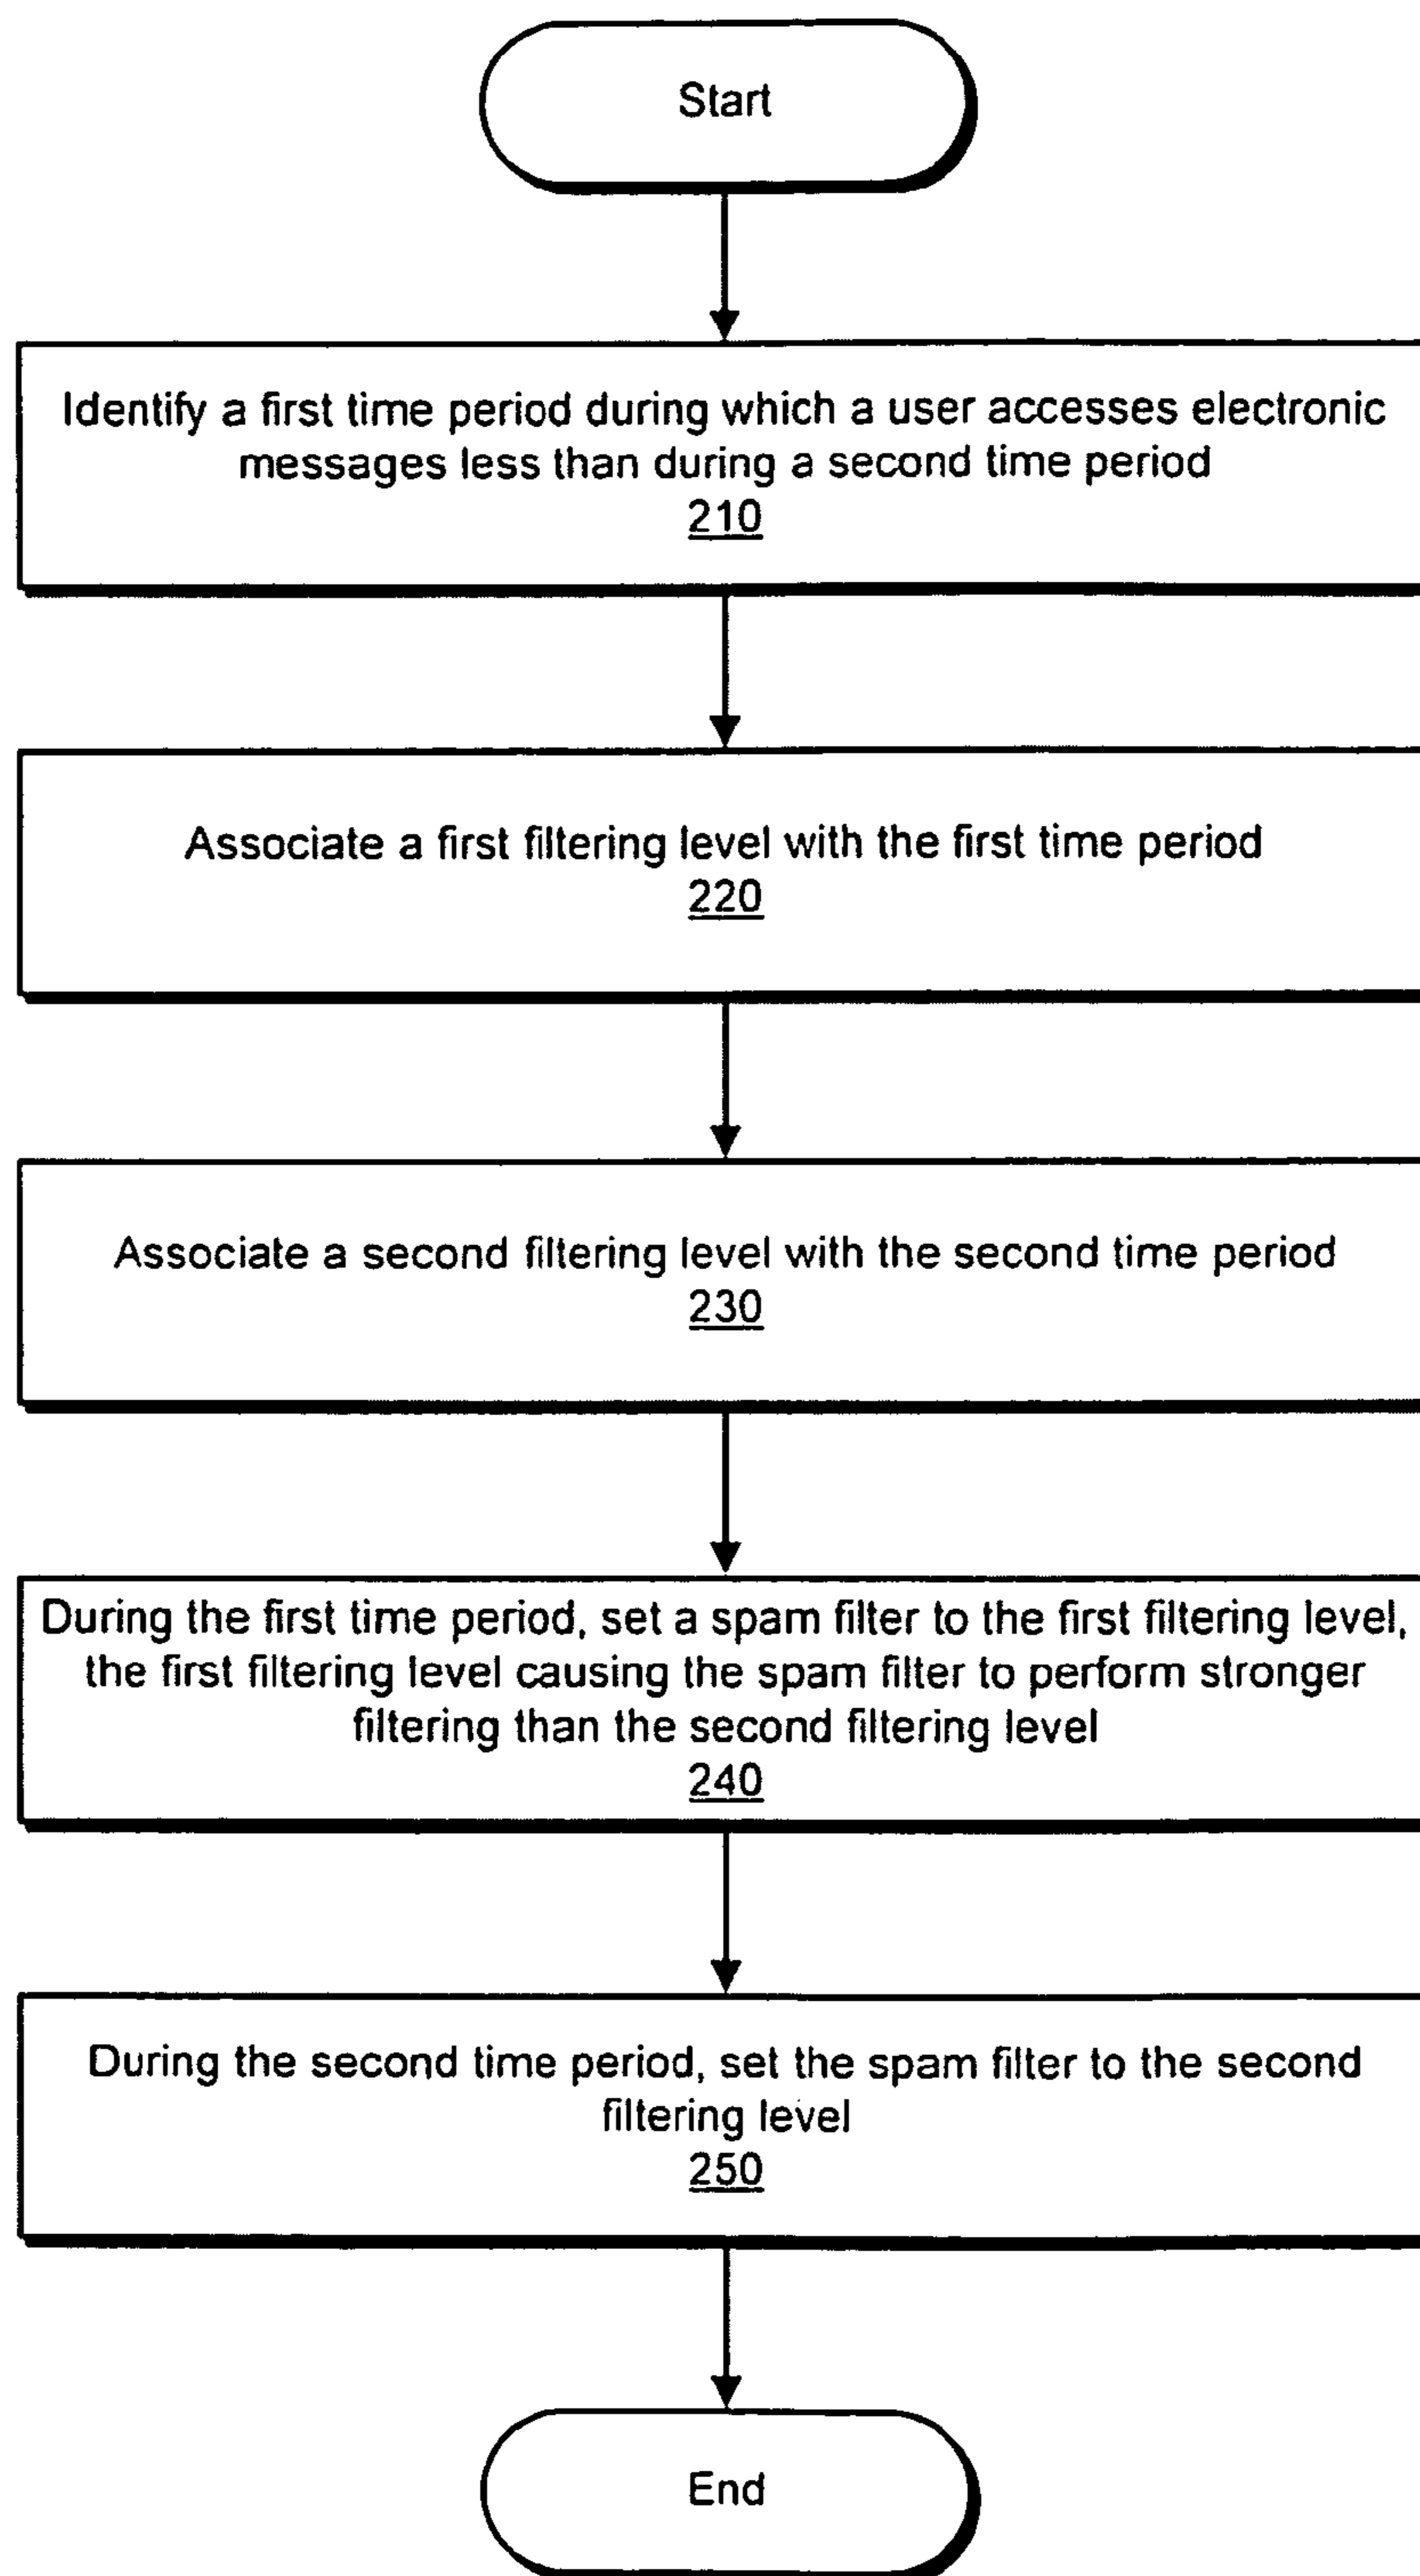 Start
Identify a first time period during which a user accesses electronic
messages less than during a second time period
210
Associate a first filtering level with the first time period
220
Associate a second filtering level with the second time period
230
During the first time period, set a spam filter to the first filtering level,
the first filtering level causing the spam filter to perform stronger
filtering than the second filtering level
240
During the second time period, set the spam filter to the second
filtering level
250
End